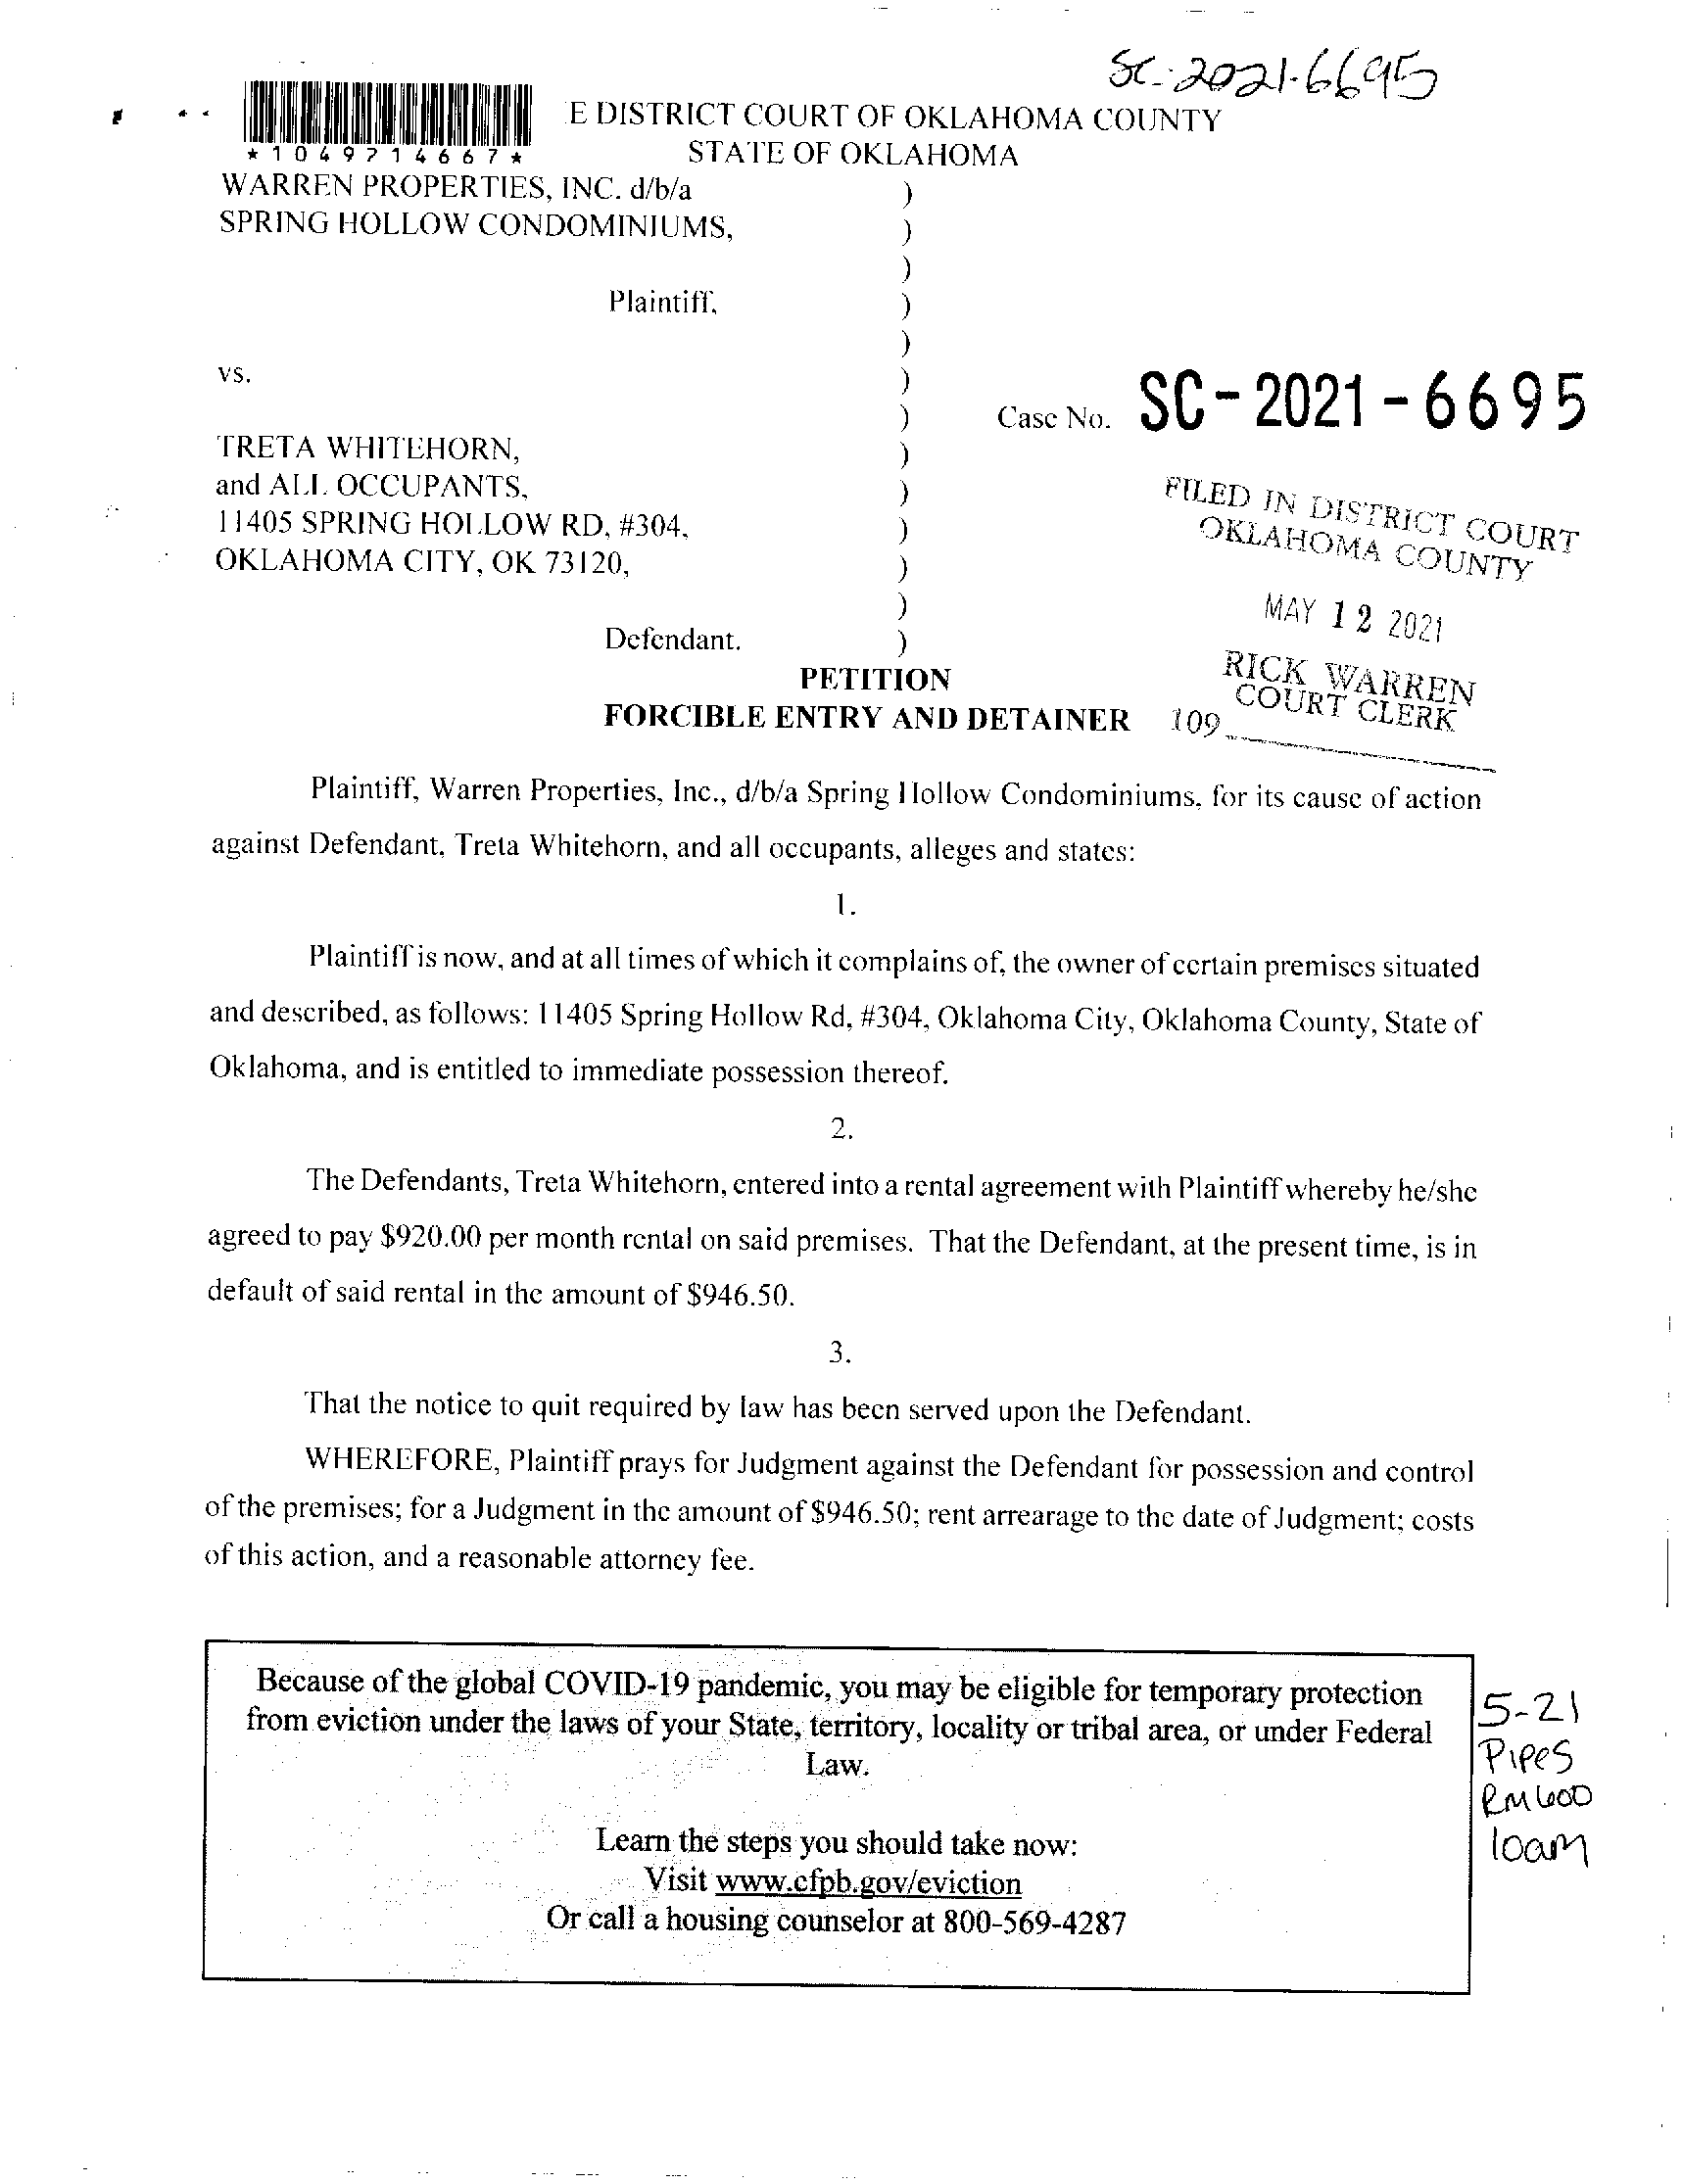 SC-2021-6695
E DISTRICT COURT OF OKLAHOMA COUNTY
*1049714667*
STATE OF OKLAHOMA
WARREN PROPERTIES, INC. d/b/a )
SPRING HOLLOW CONDOMINIUMS, )
)
Plaintiff, )
)
vs. )
) Case No. SC-2021-6695
TRETA WHITEHORN, )
and ALL OCCUPANTS, )
11405 SPRING HOLLOW RD, #304, )
OKLAHOMA CITY, OK 73120, )
)
Defendant. )
FILED IN DISTRICT COURT
OKLAHOMA COUNTY
MAY 12 2021
RICK WARREN
COURT CLERK
109
PETITION
FORCIBLE ENTRY AND DETAINER
Plaintiff, Warren Properties, Inc., d/b/a Spring Hollow Condominiums, for its cause of action
against Defendant, Treta Whitehorn, and all occupants, alleges and states:
1.
Plaintiff is now, and at all times of which it complains of, the owner of certain premises situated
and described, as follows: 11405 Spring Hollow Rd, #304, Oklahoma City, Oklahoma County, State of
Oklahoma, and is entitled to immediate possession thereof.
2.
The Defendants, Treta Whitehorn, entered into a rental agreement with Plaintiff whereby he/she
agreed to pay $920.00 per month rental on said premises. That the Defendant, at the present time, is in
default of said rental in the amount of $946.50.
3.
That the notice to quit required by law has been served upon the Defendant.
WHEREFORE, Plaintiff prays for Judgment against the Defendant for possession and control
of the premises; for a Judgment in the amount of $946.50; rent arrearage to the date of Judgment; costs
of this action, and a reasonable attorney fee.
Because of the global COVID-19 pandemic, you may be eligible for temporary protection
from eviction under the laws of your State, territory, locality or tribal area, or under Federal
Law.
Learn the steps you should take now:
Visit www.cfpb.gov/eviction
Or call a housing counselor at 800-569-4287
5-21
Pipes
RM 600
10am